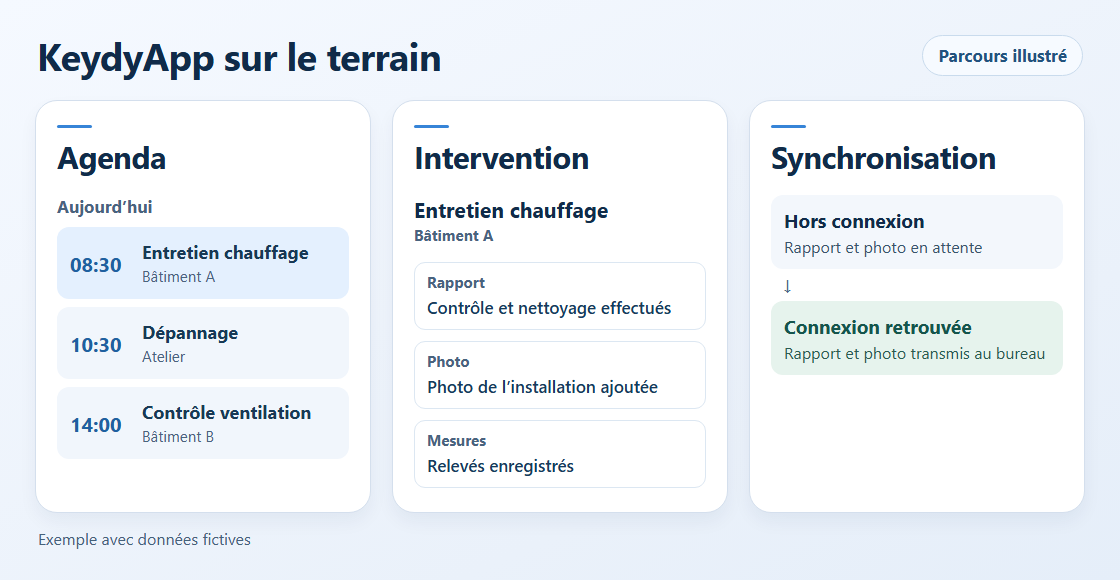 KeydyApp sur le terrain
Parcours illustré
Agenda
Aujourd’hui
08:30
Entretien chauffage
Bâtiment A
10:30
Dépannage
Atelier
14:00
Contrôle ventilation
Bâtiment B
Intervention
Entretien chauffage
Bâtiment A
Rapport
Contrôle et nettoyage effectués
Photo
Photo de l’installation ajoutée
Mesures
Relevés enregistrés
Synchronisation
Hors connexion
Rapport et photo en attente
↓
Connexion retrouvée
Rapport et photo transmis au bureau
Exemple avec données fictives